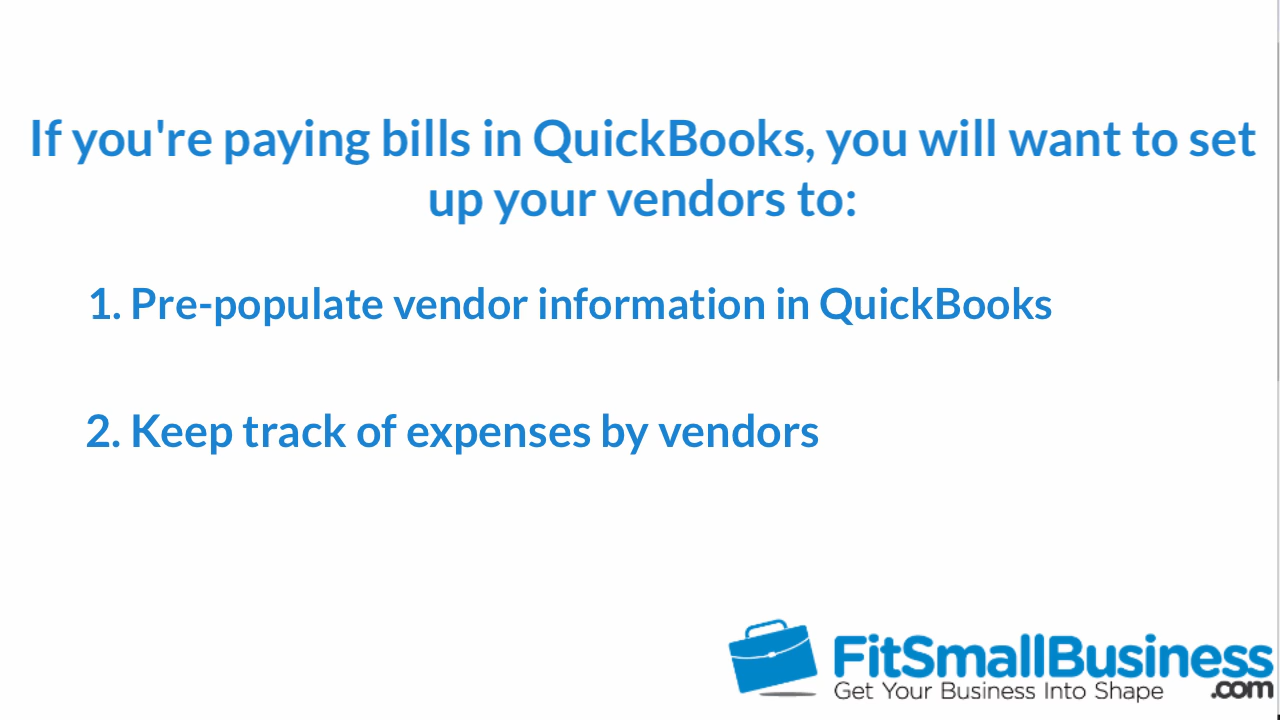 If you're paying bills in QuickBooks, you will want to set
up your vendors to:
1. Pre-populate vendor information in QuickBooks
2. Keep track of expenses by vendors
FitSmallBusiness
Get Your Business Into Shape .com